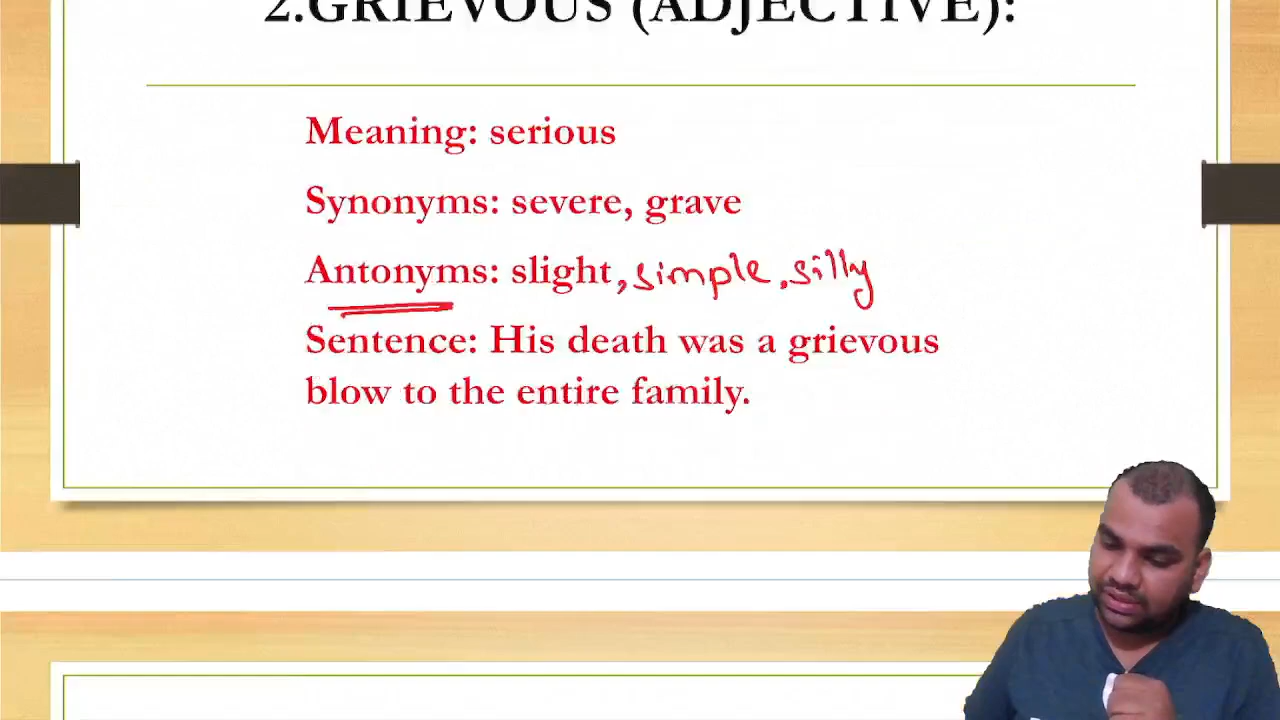 2.GRIEVOUS (ADJECTIVE):
Meaning: serious
Synonyms: severe, grave
Antonyms: slight, simple, silly
Sentence: His death was a grievous
blow to the entire family.